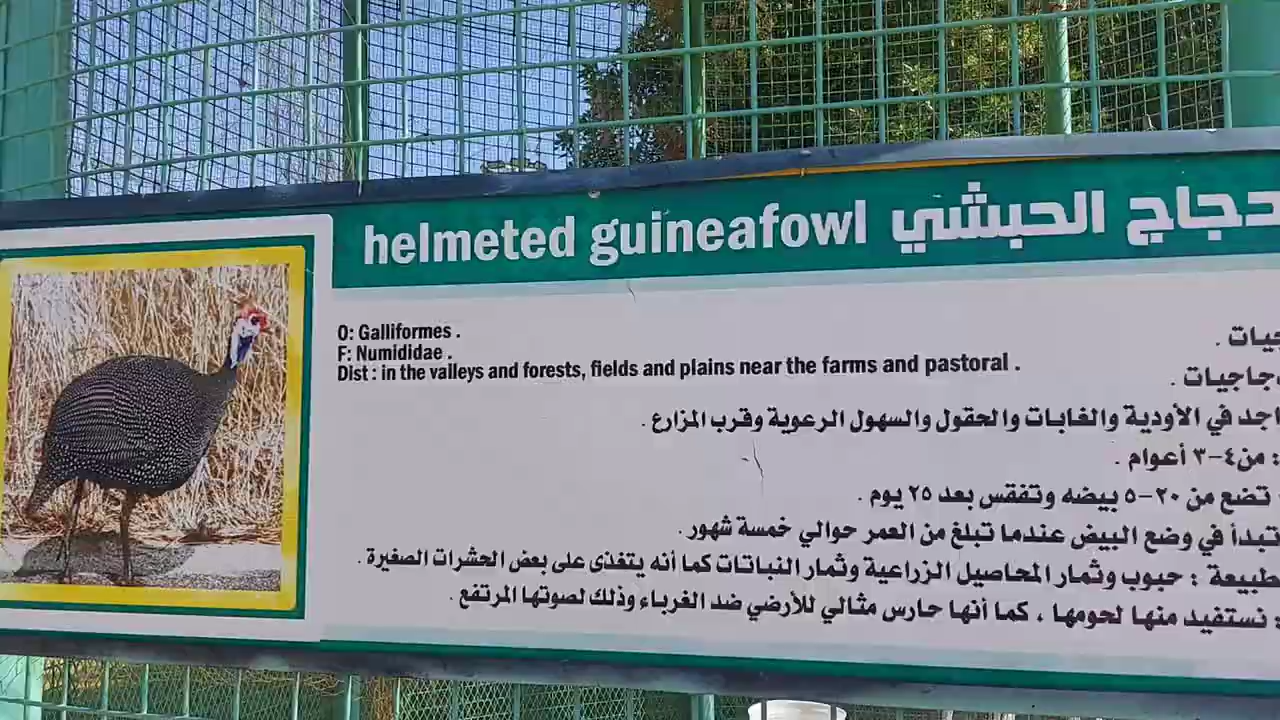 helmeted guineafowl دجاج الحبشي
O: Galliformes .
F: Numididae .
Dist : in the valleys and forests, fields and plains near the farms and pastoral .
في الأودية والغابات والحقول والسهول الرعوية وقرب المزارع .
: من٤-٣ أعوام .
تضع من ٢٠-٥ بيضه وتفقس بعد ٢٥ يوم .
تبدأ في وضع البيض عندما تبلغ من العمر حوالي خمسة شهور .
: حبوب وثمار المحاصيل الزراعية وثمار النباتات كما أنه يتغذى على بعض الحشرات الصغيرة .
: نستفيد منها لحومها ، كما أنها حارس مثالي للأرضي ضد الغرباء وذلك لصوتها المرتفع .